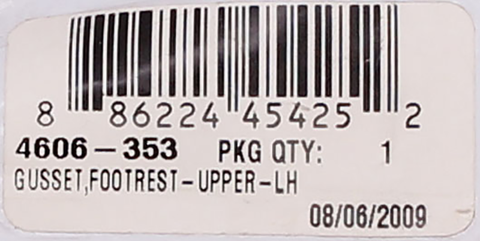 8 86224 45425 2
4606-353 PKG QTY: 1
GUSSET,FOOTREST-UPPER-LH
08/06/2009